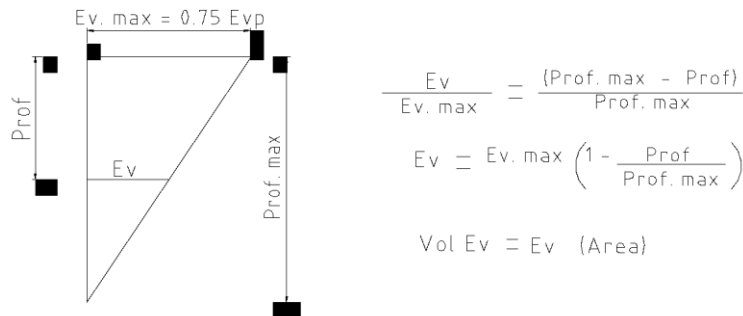 Ev. max = 0.75 Evp
Prof
Ev
Prof. max
Ev / Ev. max = (Prof. max - Prof) / Prof. max
Ev = Ev. max (1 - Prof / Prof. max)
Vol Ev = Ev (Area)